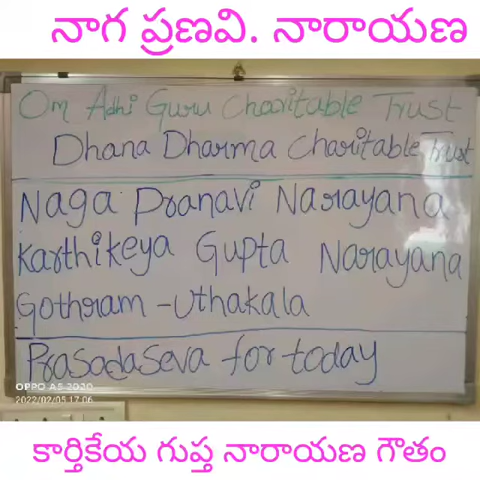 నాగ ప్రణవి. నారాయణ
Om Adhi Guru Charitable Trust
Dhana Dharma Charitable Trust
Naga Pranavi Narayana
Karthikeya Gupta Narayana
Gothram - Uthakala
PrasadaSeva for today
OPPO A5 2020
2022/02/05 17:06
కార్తికేయ గుప్త నారాయణ గౌతం